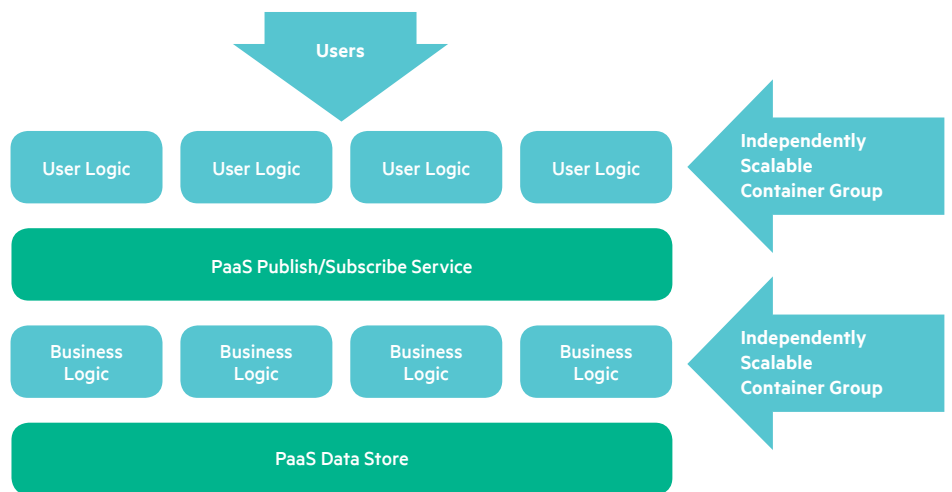 Users
User Logic
User Logic
User Logic
User Logic
Independently
Scalable
Container Group
PaaS Publish/Subscribe Service
Business
Logic
Business
Logic
Business
Logic
Business
Logic
Independently
Scalable
Container Group
PaaS Data Store